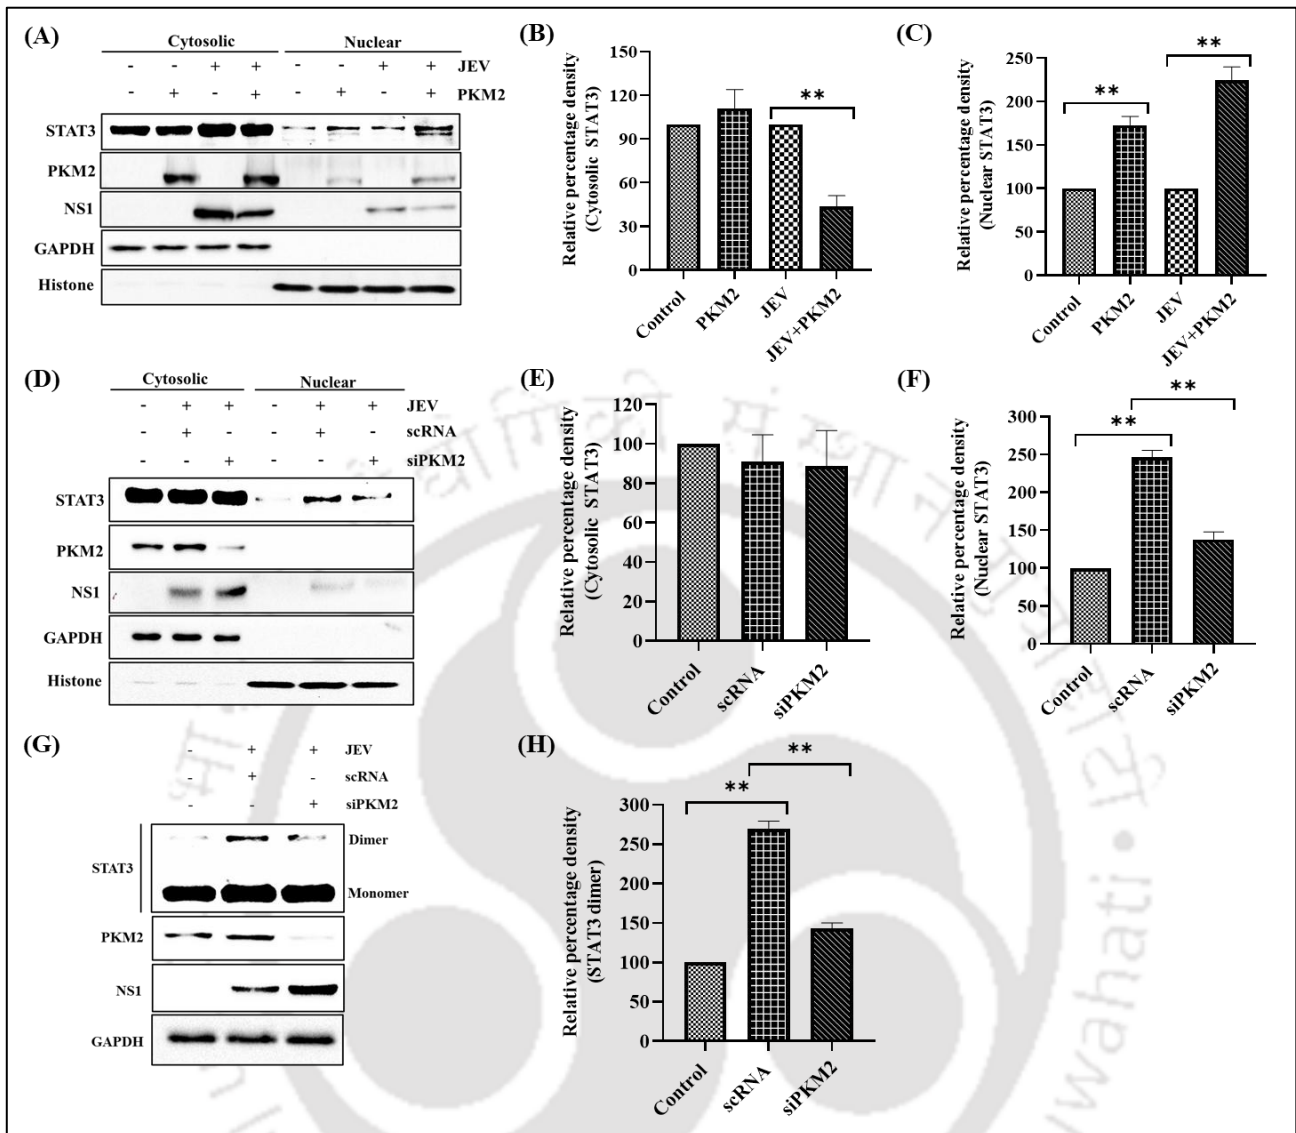 (A)
Cytosolic Nuclear
- - + + - - + + JEV
- + - + - + - + PKM2
STAT3
PKM2
NS1
GAPDH
Histone
(B)
Relative percentage density
(Cytosolic STAT3)
150
120
90
60
30
0
**
Control PKM2 JEV JEV+PKM2
(C)
Relative percentage density
(Nuclear STAT3)
250
200
150
100
50
0
** **
Control PKM2 JEV JEV+PKM2
(D)
Cytosolic Nuclear
- + + - + + JEV
- + - - + - scRNA
- - + - - + siPKM2
STAT3
PKM2
NS1
GAPDH
Histone
(E)
Relative percentage density
(Cytosolic STAT3)
120
100
80
60
40
20
0
Control scRNA siPKM2
(F)
Relative percentage density
(Nuclear STAT3)
300
250
200
150
100
50
0
** **
Control scRNA siPKM2
(G)
- + + JEV
- + - scRNA
- - + siPKM2
STAT3
Dimer
Monomer
PKM2
NS1
GAPDH
(H)
Relative percentage density
(STAT3 dimer)
300
250
200
150
100
50
0
** **
Control scRNA siPKM2